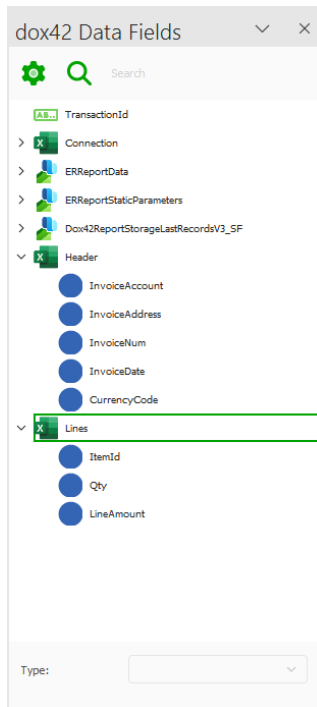 dox42 Data Fields
Search
AB.. TransactionId
Connection
ERReportData
ERReportStaticParameters
Dox42ReportStorageLastRecordsV3_SF
Header
InvoiceAccount
InvoiceAddress
InvoiceNum
InvoiceDate
CurrencyCode
Lines
ItemId
Qty
LineAmount
Type: